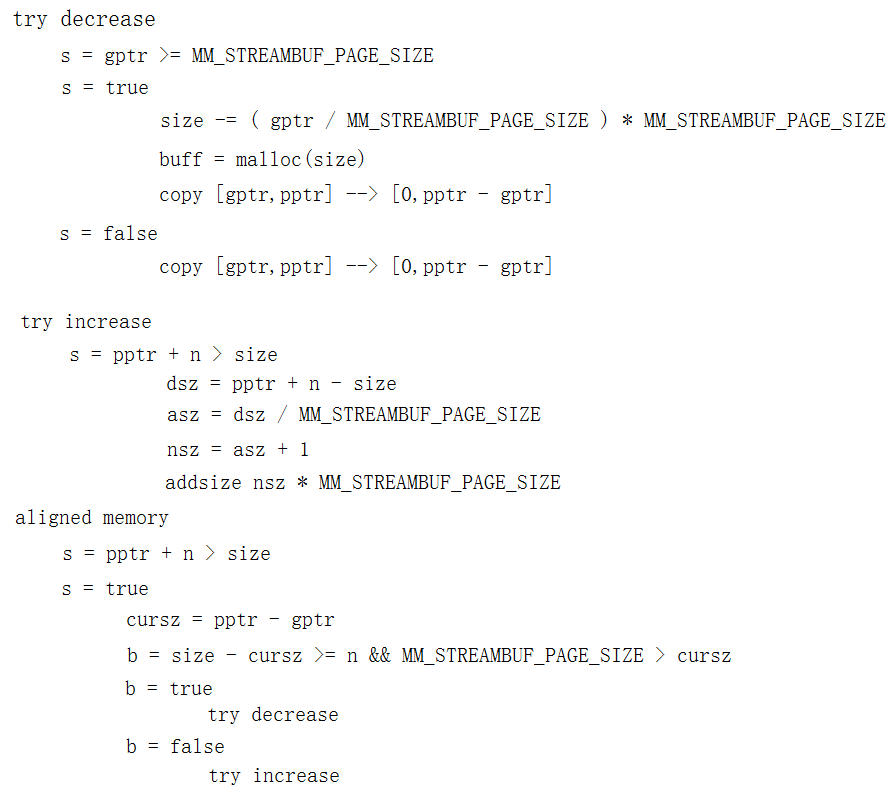 try decrease
s = gptr >= MM_STREAMBUF_PAGE_SIZE
s = true
size -= ( gptr / MM_STREAMBUF_PAGE_SIZE ) * MM_STREAMBUF_PAGE_SIZE
buff = malloc(size)
copy [gptr,pptr] --> [0,pptr - gptr]
s = false
copy [gptr,pptr] --> [0,pptr - gptr]
try increase
s = pptr + n > size
dsz = pptr + n - size
asz = dsz / MM_STREAMBUF_PAGE_SIZE
nsz = asz + 1
addsize nsz * MM_STREAMBUF_PAGE_SIZE
aligned memory
s = pptr + n > size
s = true
cursz = pptr - gptr
b = size - cursz >= n && MM_STREAMBUF_PAGE_SIZE > cursz
b = true
try decrease
b = false
try increase